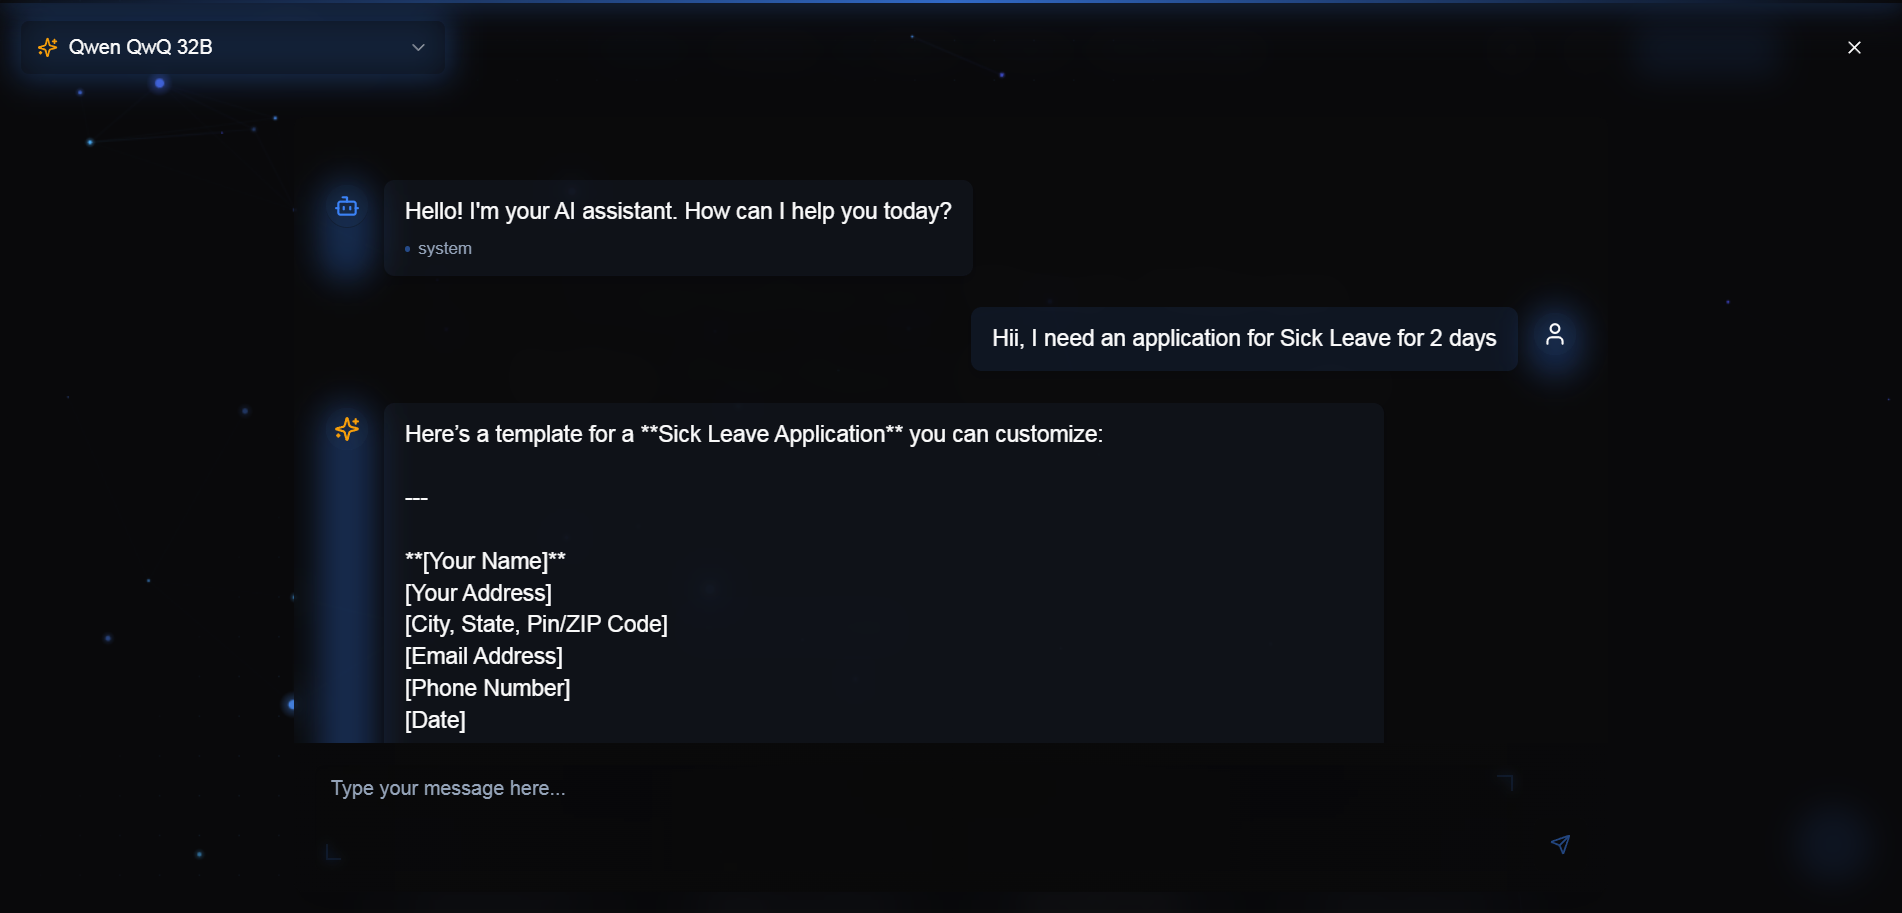 Qwen QwQ 32B
Hello! I'm your AI assistant. How can I help you today?
system
Hii, I need an application for Sick Leave for 2 days
Here’s a template for a **Sick Leave Application** you can customize:
---
**[Your Name]**
[Your Address]
[City, State, Pin/ZIP Code]
[Email Address]
[Phone Number]
[Date]
Type your message here...